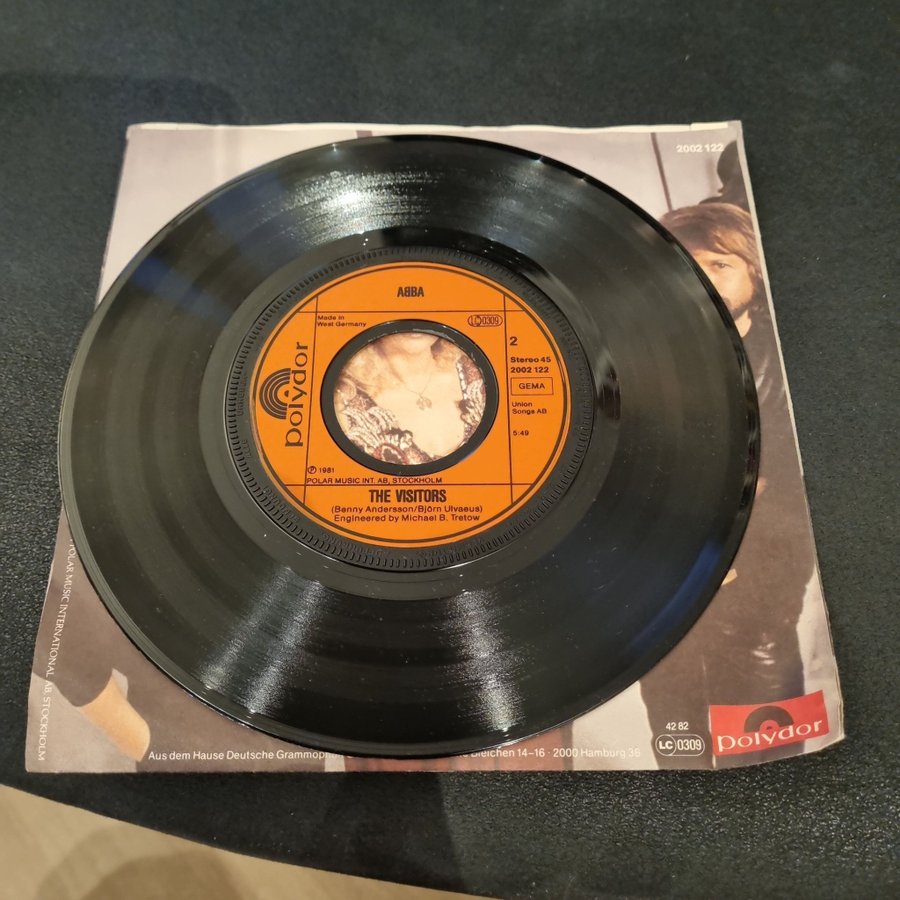 2002 122
ABBA
Made in
West Germany
LC 0309
2
Stereo 45
2002 122
GEMA
Union
Songs AB
5:49
polydor
℗ 1981
POLAR MUSIC INT. AB, STOCKHOLM
THE VISITORS
(Benny Andersson/Björn Ulvaeus)
Engineered by Michael B. Tretow
POLAR MUSIC INTERNATIONAL AB, STOCKHOLM
Aus dem Hause Deutsche Bleichen 14-16 · 2000 Hamburg 36
42 82
LC 0309
polydor